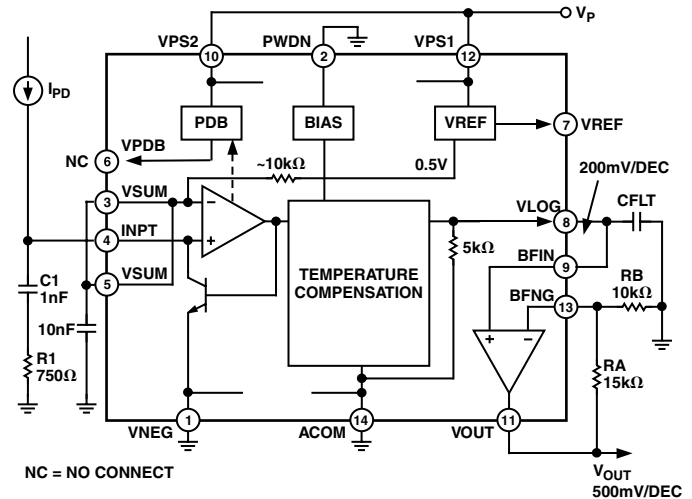 VP
VPS2
PWDN
VPS1
10
2
12
IPD
PDB
BIAS
VREF
7
VREF
VPDB
NC
6
~10kΩ
0.5V
200mV/DEC
VSUM
3
−
VLOG
CFLT
8
INPT
4
+
5kΩ
C1
1nF
VSUM
5
TEMPERATURE
COMPENSATION
BFIN
9
RB
10kΩ
BFNG
13
10nF
+
−
R1
750Ω
RA
15kΩ
1
14
11
VNEG
ACOM
VOUT
VOUT
500mV/DEC
NC = NO CONNECT